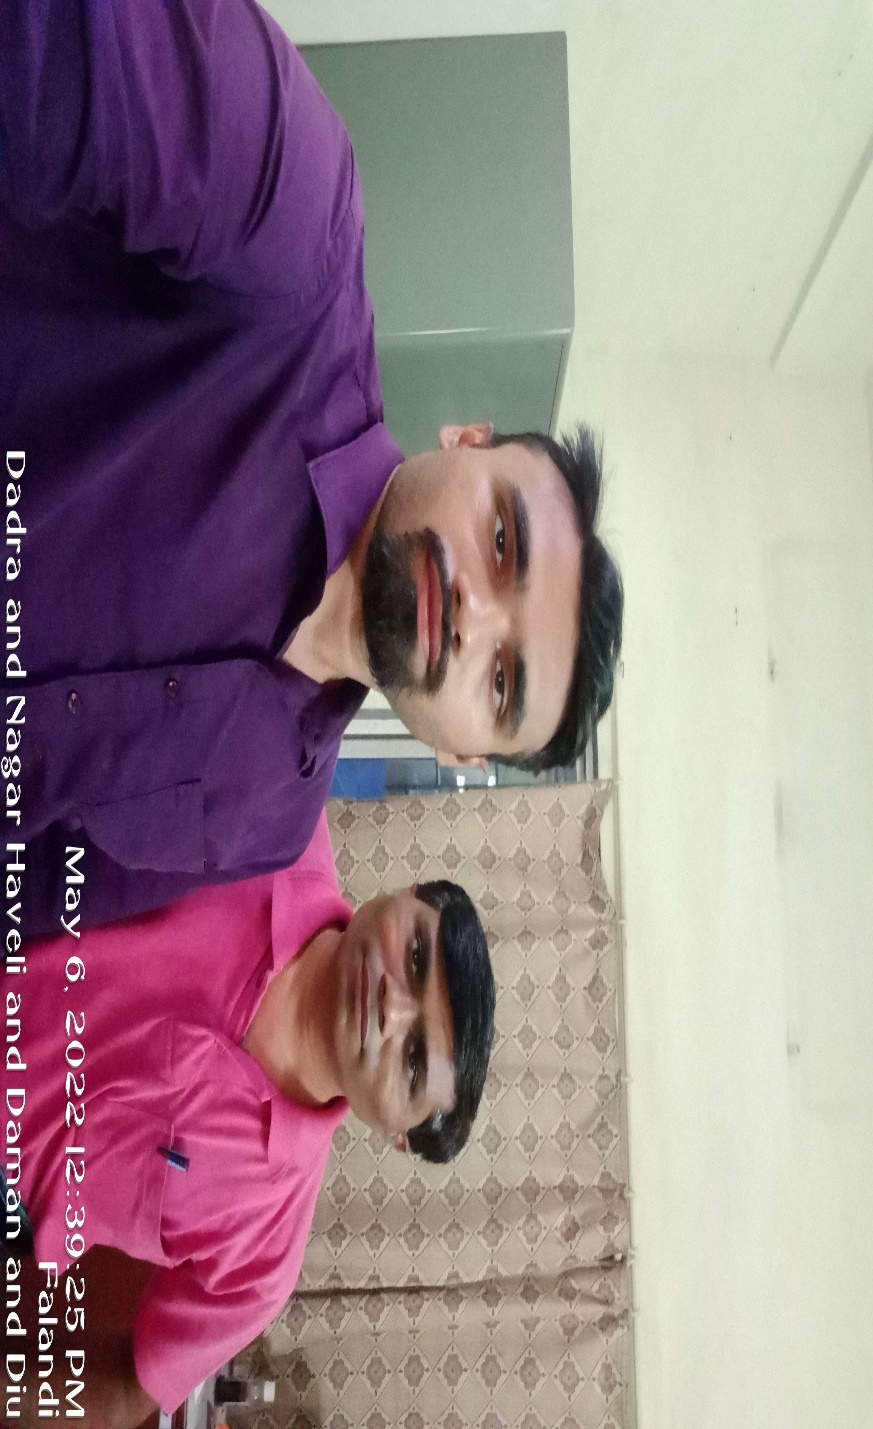 May 6, 2022 12:39:25 PM
Falandi
Dadra and Nagar Haveli and Daman and Diu